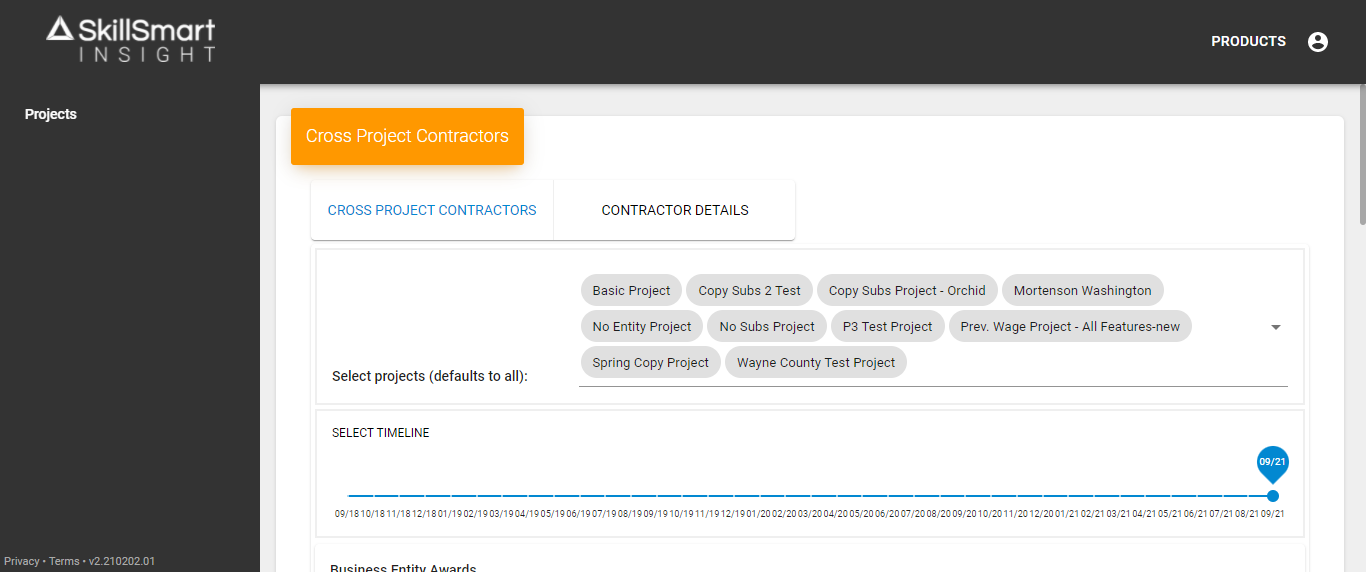 SkillSmart
INSIGHT
PRODUCTS
Projects
Cross Project Contractors
CROSS PROJECT CONTRACTORS
CONTRACTOR DETAILS
Basic Project
Copy Subs 2 Test
Copy Subs Project - Orchid
Mortenson Washington
No Entity Project
No Subs Project
P3 Test Project
Prev. Wage Project - All Features-new
Spring Copy Project
Wayne County Test Project
Select projects (defaults to all):
SELECT TIMELINE
09/21
09/18 10/18 11/18 12/18 01/19 02/19 03/19 04/19 05/19 06/19 07/19 08/19 09/19 10/19 11/19 12/19 01/20 02/20 03/20 04/20 05/20 06/20 07/20 08/20 09/20 10/20 11/20 12/20 01/21 02/21 03/21 04/21 05/21 06/21 07/21 08/21 09/21
Privacy • Terms • v2.210202.01
Business Entity Awards